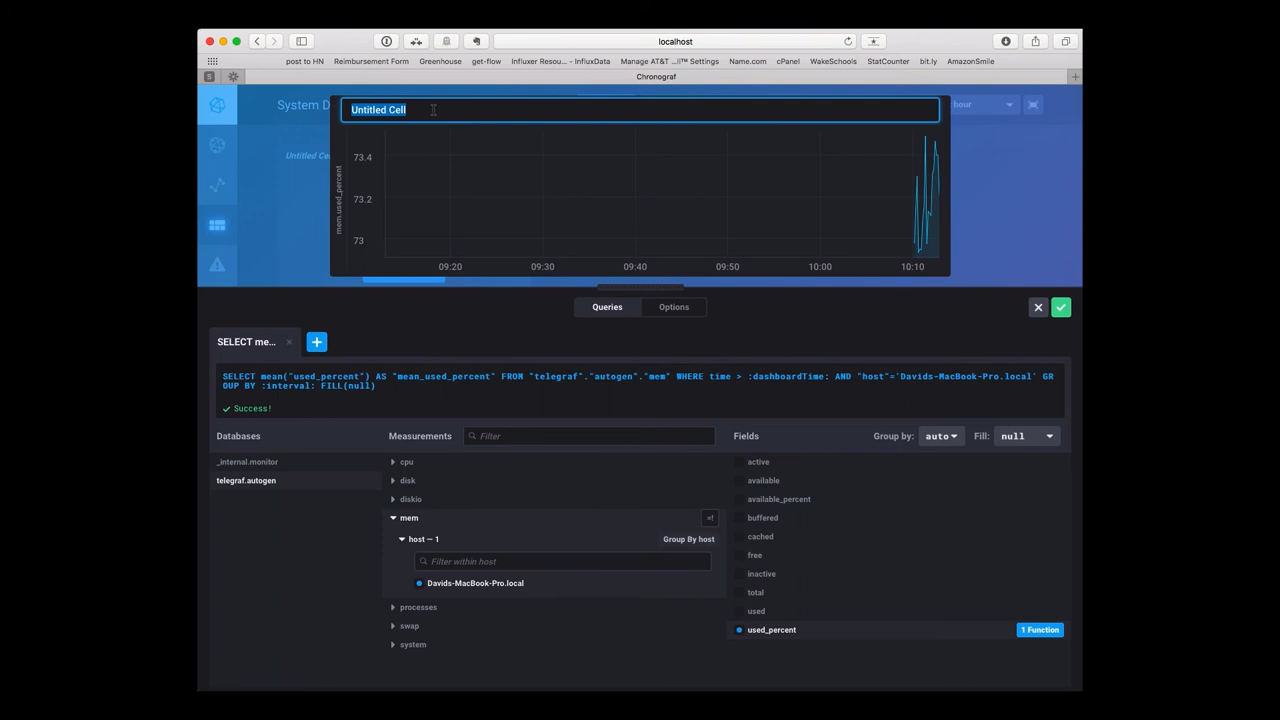 localhost
post to HN
Reimbursement Form
Greenhouse
get-flow
Influxer Resou... - InfluxData
Manage AT&T ...ll™ Settings
Name.com
cPanel
WakeSchools
StatCounter
bit.ly
AmazonSmile
S
Chronograf
System D
hour
Untitled Ce
Untitled Cell
mem.used_percent
73.4
73.2
73
09:20
09:30
09:40
09:50
10:00
10:10
Queries
Options
SELECT me...
SELECT mean("used_percent") AS "mean_used_percent" FROM "telegraf"."autogen"."mem" WHERE time > :dashboardTime: AND "host"='Davids-MacBook-Pro.local' GR
OUP BY :interval: FILL(null)
Success!
Databases
Measurements
Filter
Fields
Group by:
auto
Fill:
null
_internal.monitor
telegraf.autogen
cpu
disk
diskio
mem
host — 1
Group By host
Filter within host
Davids-MacBook-Pro.local
processes
swap
system
active
available
available_percent
buffered
cached
free
inactive
total
used
used_percent
1 Function